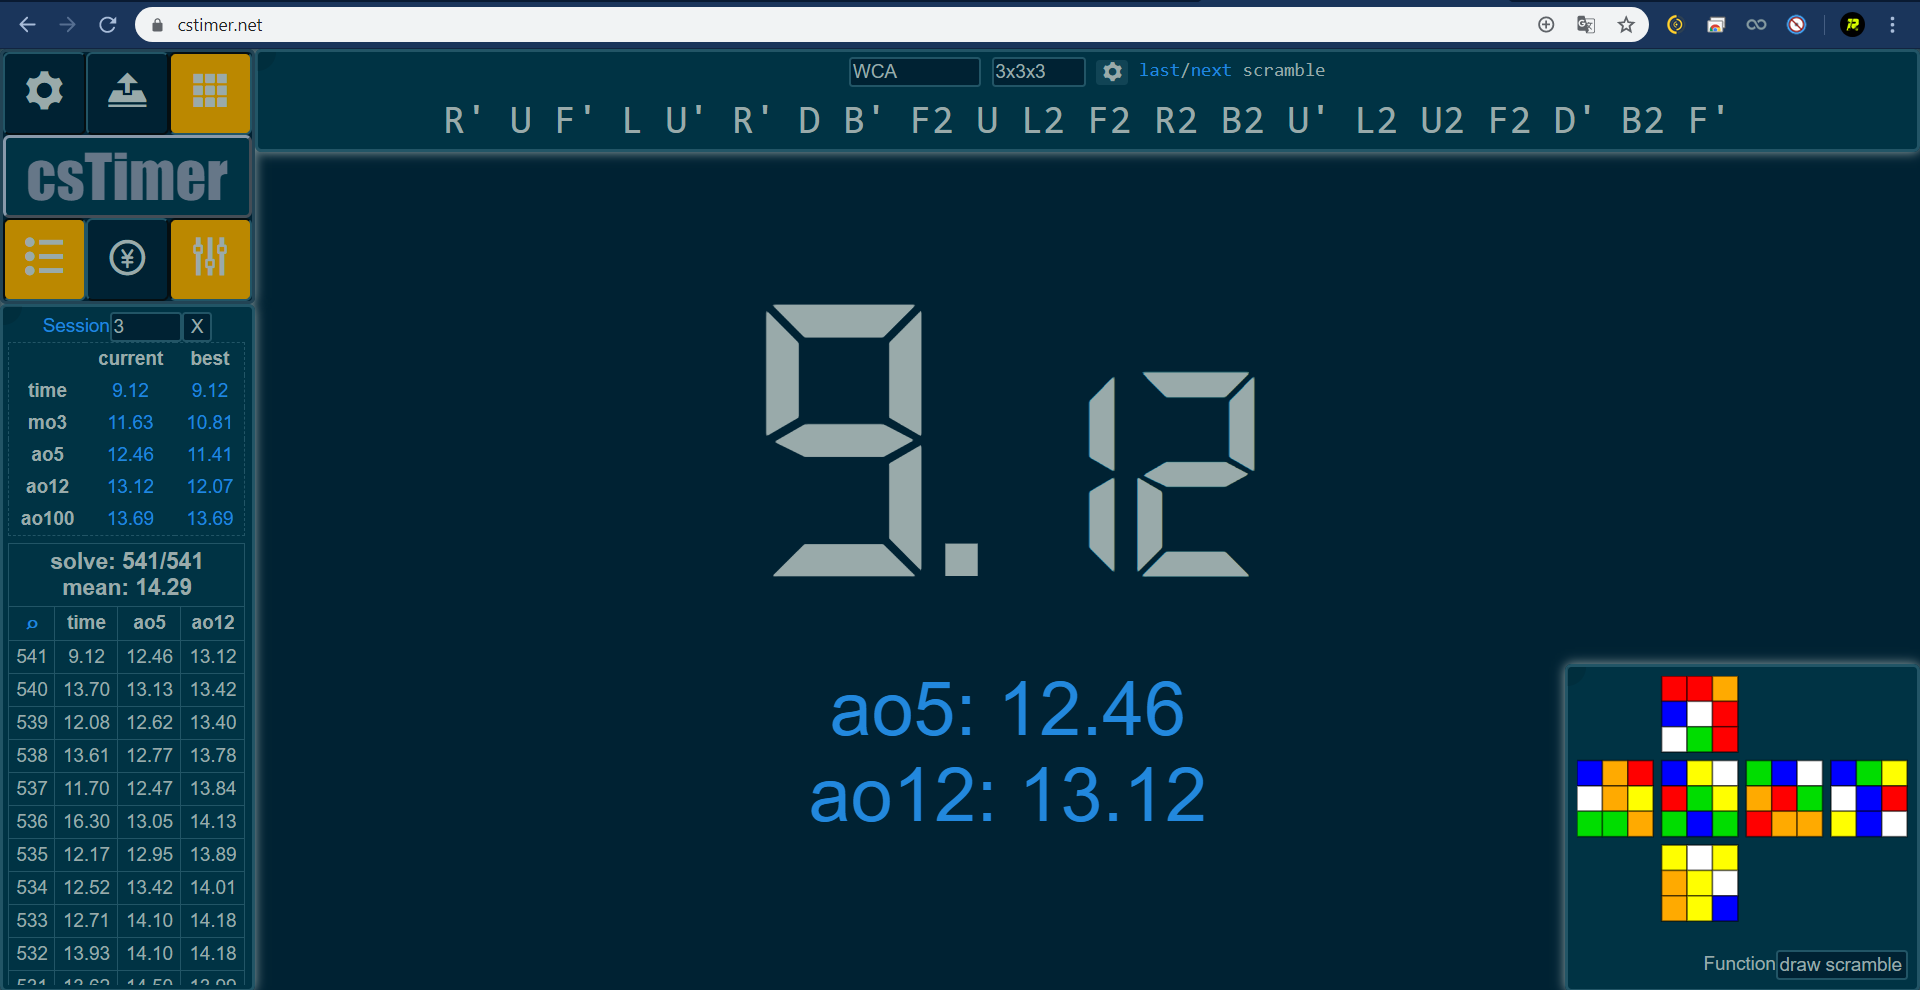 cstimer.net
WCA 3x3x3 last/next scramble
R' U F' L U' R' D B' F2 U L2 F2 R2 B2 U' L2 U2 F2 D' B2 F'
csTimer
Session 3 X
current best
time 9.12 9.12
mo3 11.63 10.81
ao5 12.46 11.41
ao12 13.12 12.07
ao100 13.69 13.69
solve: 541/541
mean: 14.29
time ao5 ao12
541 9.12 12.46 13.12
540 13.70 13.13 13.42
539 12.08 12.62 13.40
538 13.61 12.77 13.78
537 11.70 12.47 13.84
536 16.30 13.05 14.13
535 12.17 12.95 13.89
534 12.52 13.42 14.01
533 12.71 14.10 14.18
532 13.93 14.10 14.18
9.12
ao5: 12.46
ao12: 13.12
Function draw scramble